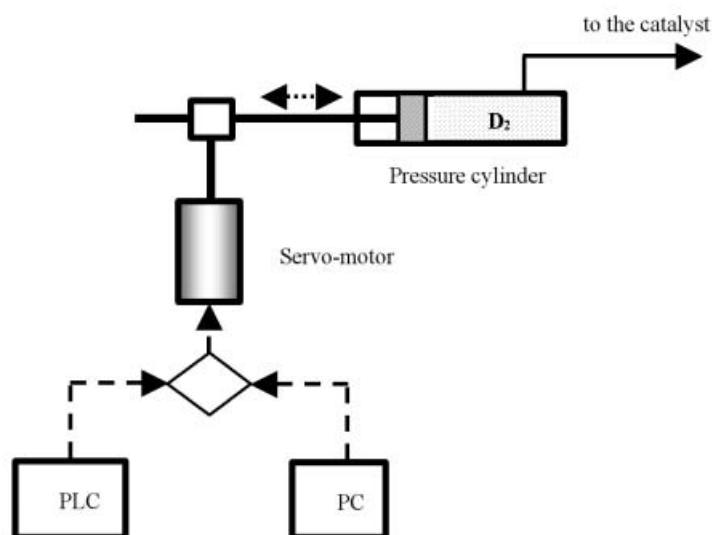 to the catalyst
D₂
Pressure cylinder
Servo-motor
PLC
PC